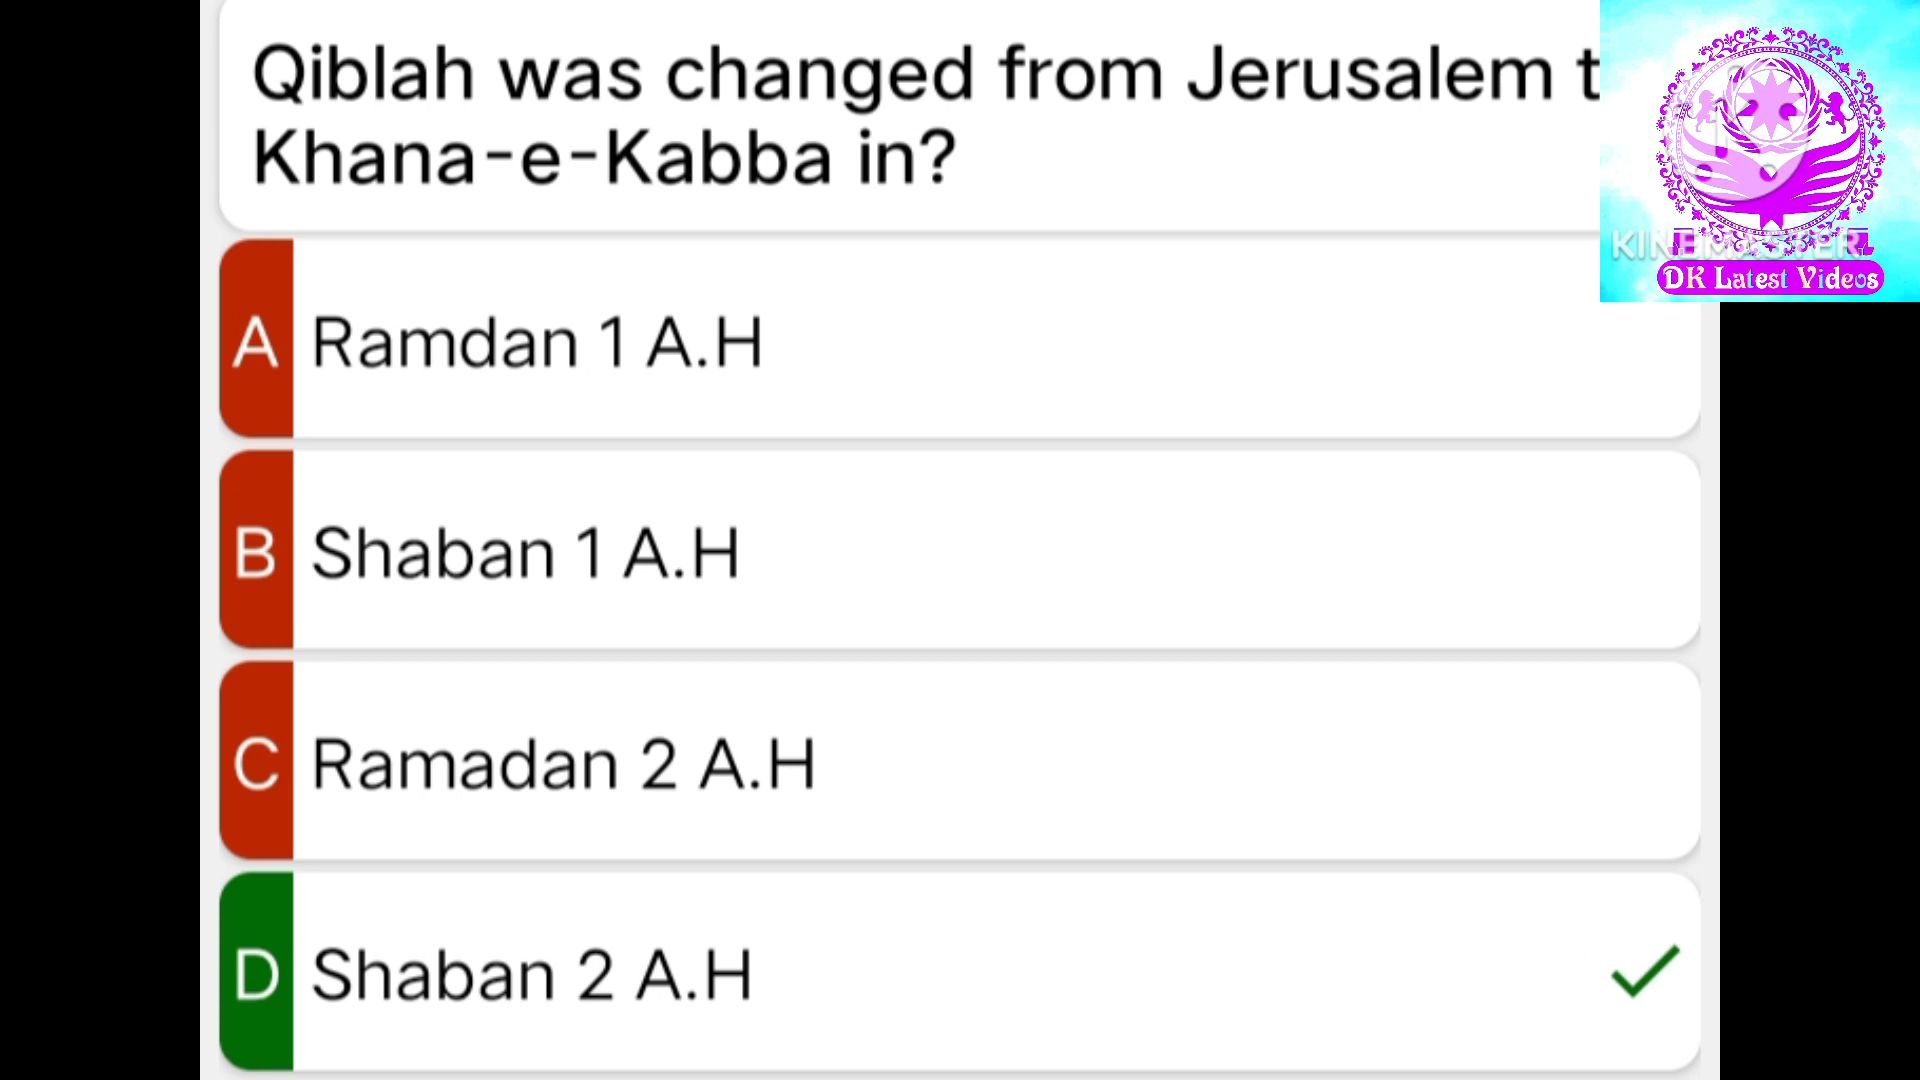 Qiblah was changed from Jerusalem t
Khana-e-Kabba in?
A Ramdan 1 A.H
B Shaban 1 A.H
C Ramadan 2 A.H
D Shaban 2 A.H
KINEMASTER
DK Latest Videos